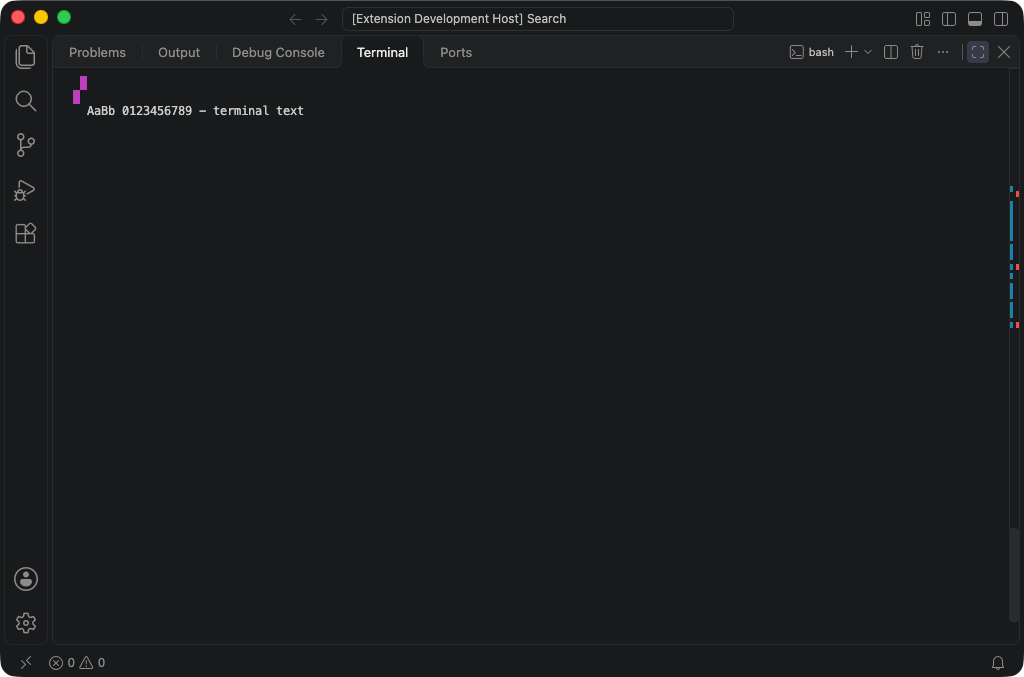 [Extension Development Host] Search
Problems Output Debug Console Terminal Ports bash
AaBb 0123456789 – terminal text
0 0